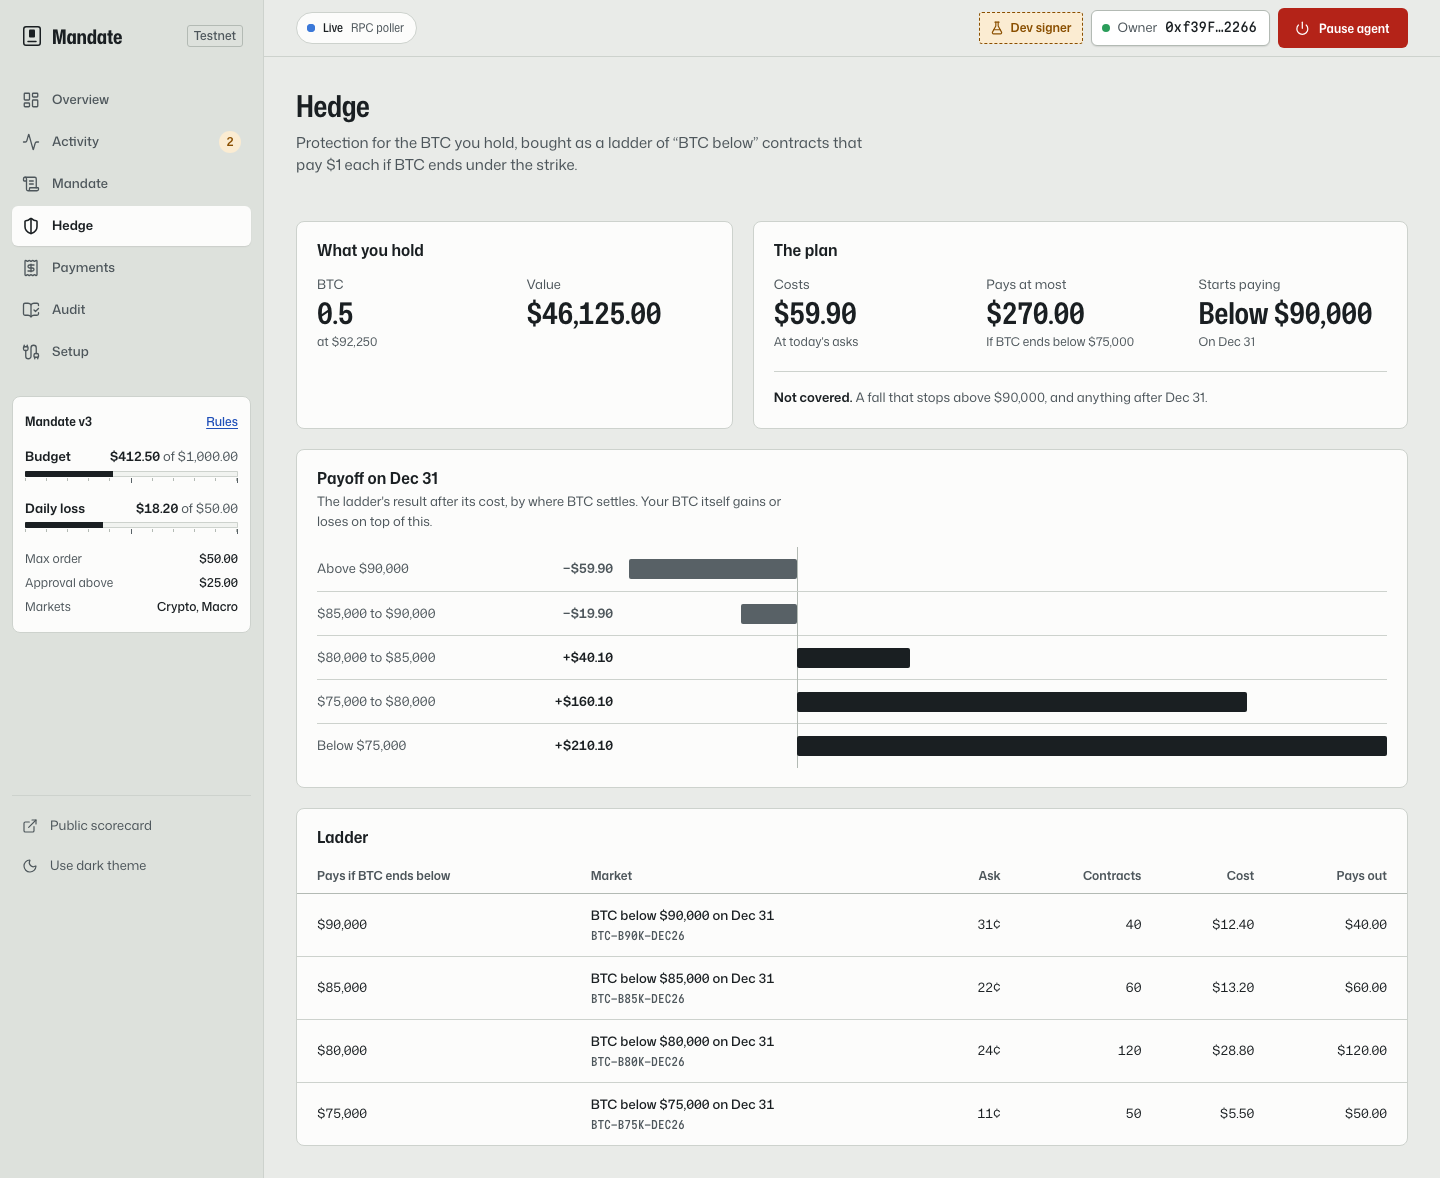 Mandate
Testnet
Overview
Activity 2
Mandate
Hedge
Payments
Audit
Setup
Mandate v3 Rules
Budget $412.50 of $1,000.00
Daily loss $18.20 of $50.00
Max order $50.00
Approval above $25.00
Markets Crypto, Macro
Public scorecard
Use dark theme
Live RPC poller
Dev signer
Owner 0xf39F…2266
Pause agent
Hedge
Protection for the BTC you hold, bought as a ladder of “BTC below” contracts that
pay $1 each if BTC ends under the strike.
What you hold
BTC Value
0.5 $46,125.00
at $92,250
The plan
Costs Pays at most Starts paying
$59.90 $270.00 Below $90,000
At today's asks If BTC ends below $75,000 On Dec 31
Not covered. A fall that stops above $90,000, and anything after Dec 31.
Payoff on Dec 31
The ladder's result after its cost, by where BTC settles. Your BTC itself gains or
loses on top of this.
Above $90,000 −$59.90
$85,000 to $90,000 −$19.90
$80,000 to $85,000 +$40.10
$75,000 to $80,000 +$160.10
Below $75,000 +$210.10
Ladder
Pays if BTC ends below Market Ask Contracts Cost Pays out
$90,000 BTC below $90,000 on Dec 31 31¢ 40 $12.40 $40.00
BTC-B90K-DEC26
$85,000 BTC below $85,000 on Dec 31 22¢ 60 $13.20 $60.00
BTC-B85K-DEC26
$80,000 BTC below $80,000 on Dec 31 24¢ 120 $28.80 $120.00
BTC-B80K-DEC26
$75,000 BTC below $75,000 on Dec 31 11¢ 50 $5.50 $50.00
BTC-B75K-DEC26